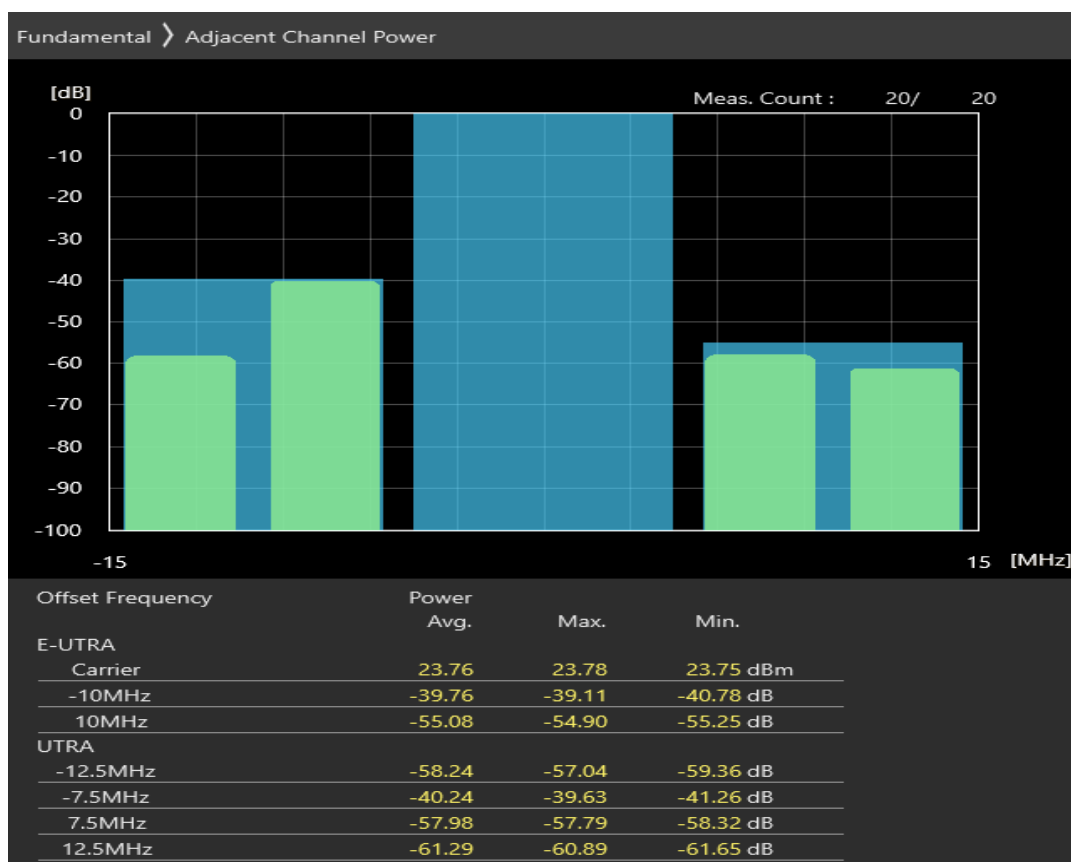 Fundamental ❯ Adjacent Channel Power
[dB]
Meas. Count : 20/ 20
0
-10
-20
-30
-40
-50
-60
-70
-80
-90
-100
-15 15 [MHz]
Offset Frequency Power
Avg. Max. Min.
E-UTRA
Carrier 23.76 23.78 23.75 dBm
-10MHz -39.76 -39.11 -40.78 dB
10MHz -55.08 -54.90 -55.25 dB
UTRA
-12.5MHz -58.24 -57.04 -59.36 dB
-7.5MHz -40.24 -39.63 -41.26 dB
7.5MHz -57.98 -57.79 -58.32 dB
12.5MHz -61.29 -60.89 -61.65 dB